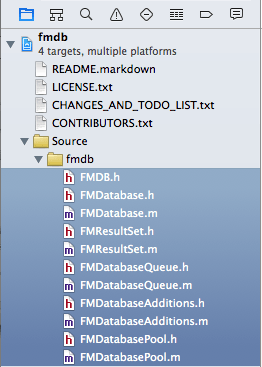 fmdb
4 targets, multiple platforms
README.markdown
LICENSE.txt
CHANGES_AND_TODO_LIST.txt
CONTRIBUTORS.txt
Source
fmdb
h FMDB.h
h FMDatabase.h
m FMDatabase.m
h FMResultSet.h
m FMResultSet.m
h FMDatabaseQueue.h
m FMDatabaseQueue.m
h FMDatabaseAdditions.h
m FMDatabaseAdditions.m
h FMDatabasePool.h
m FMDatabasePool.m